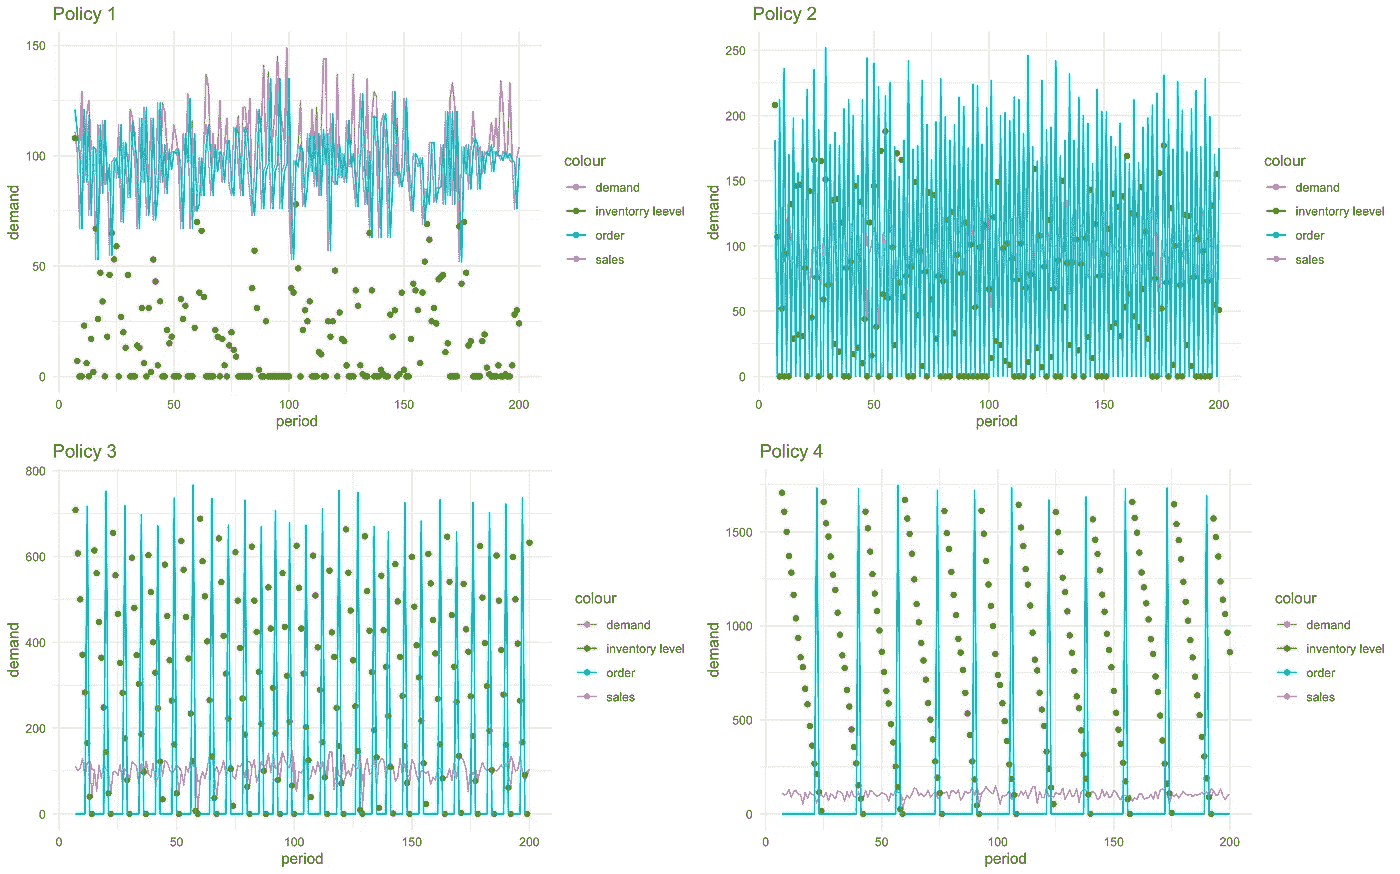 Policy 1
150
100
50
0
demand
0
50
100
150
200
period
colour
demand
inventorry leevel
order
sales
Policy 2
250
200
150
100
50
0
demand
0
50
100
150
200
period
colour
demand
inventorry leevel
order
sales
Policy 3
800
600
400
200
0
demand
0
50
100
150
200
period
colour
demand
inventory level
order
sales
Policy 4
1500
1000
500
0
demand
0
50
100
150
200
period
colour
demand
inventory level
order
sales